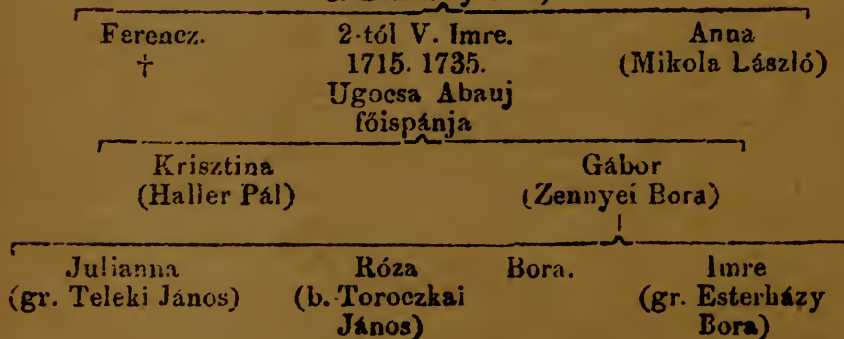 Ferencz. 2-tól V. Imre. Anna
† 1715. 1735. (Mikola László)
Ugocsa Abauj
főispánja
Krisztina Gábor
(Haller Pál) (Zennyei Bora)
Julianna Róza Bora. Imre
(gr. Teleki János) (b. Toroczkai (gr. Esterházy
János) Bora)